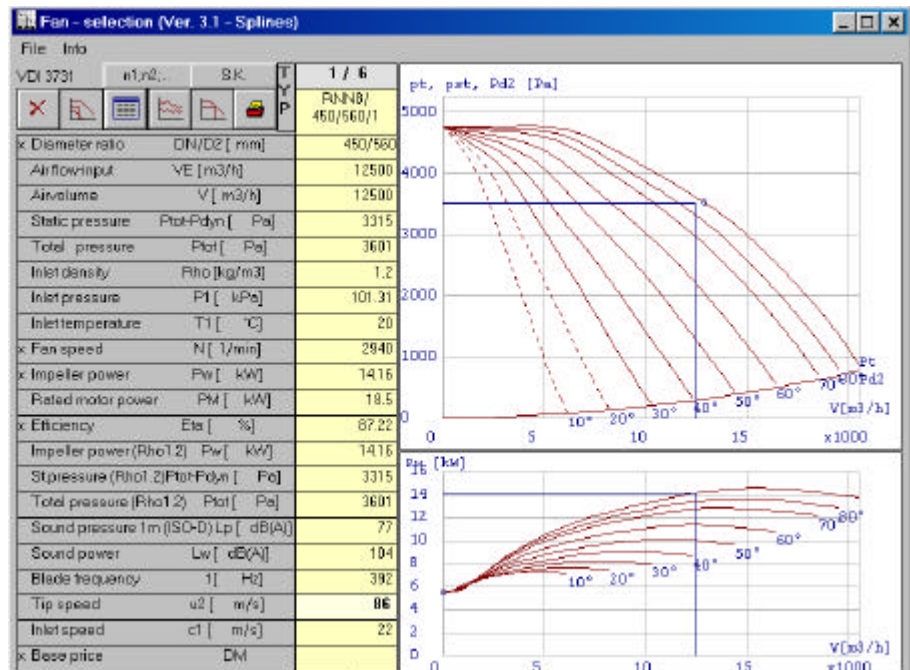 Fan - selection (Ver. 3.1 - Splines)
File Info
VDI 3731 n1,n2;.. S.K. TYP 1 / 6
RNN8/
450/560/1
x Diameter ratio DN/D2 [ mm] 450/560
Airflow-input VE [m3/h] 12500
Airvolume V [ m3/h] 12500
Static pressure Ptot-Pdyn [ Pa] 3315
Total pressure Ptot [ Pa] 3601
Inlet density Rho [kg/m3] 1.2
Inlet pressure P1 [ kPa] 101.31
Inlet temperature T1 [ °C] 20
x Fan speed N [ 1/min] 2940
x Impeller power Pw [ kW] 14.16
Rated motor power PM [ kW] 18.5
x Efficiency Eta [ %] 87.22
Impeller power (Rho1.2) Pw [ kW] 14.16
St.pressure (Rho1.2)Ptot-Pdyn [ Pa] 3315
Total pressure (Rho1.2) Ptot [ Pa] 3601
Sound pressure 1m (ISO-D) Lp [ dB(A)] 77
Sound power Lw [ dB(A)] 104
Blade frequency f [ Hz] 392
Tip speed u2 [ m/s] 86
Inlet speed c1 [ m/s] 22
x Base price DM
pt, pst, Pd2 [Pa]
5000
4000
3000
2000
1000
0
Pt
Pd2
10° 20° 30° 40° 50° 60° 70° 80°
V[m3/h]
0 5 10 15 x1000
[kW]
16
14
12
10
8
6
4
2
0
10° 20° 30° 40° 50° 60° 70° 80°
V[m3/h]
0 5 10 15 x1000